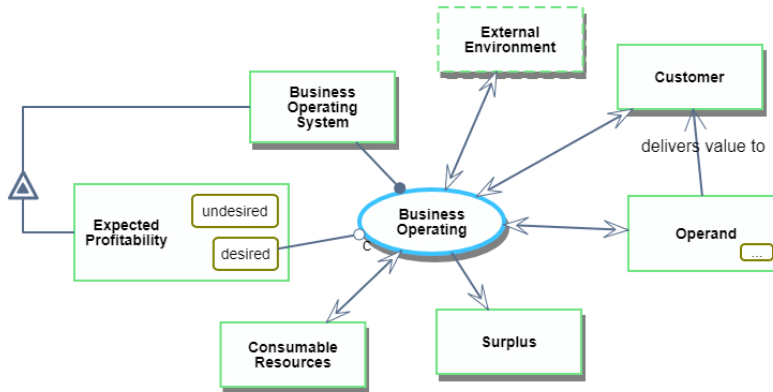 External
Environment
Customer
Business
Operating
System
delivers value to
undesired
Expected
Profitability
desired
c
Business
Operating
Operand
...
Consumable
Resources
Surplus